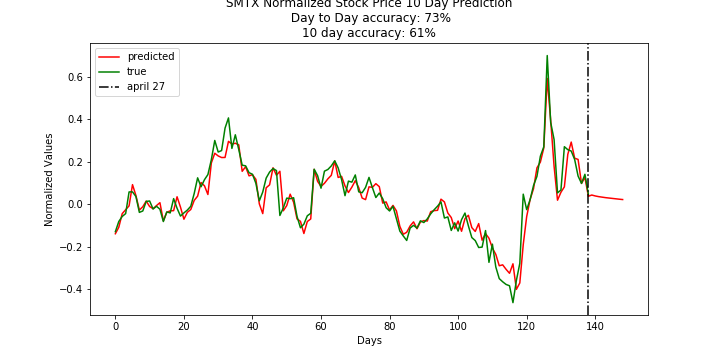 SMTX Normalized Stock Price 10 Day Prediction
Day to Day accuracy: 73%
10 day accuracy: 61%
predicted
true
april 27
Normalized Values
0.6
0.4
0.2
0.0
−0.2
−0.4
0 20 40 60 80 100 120 140
Days